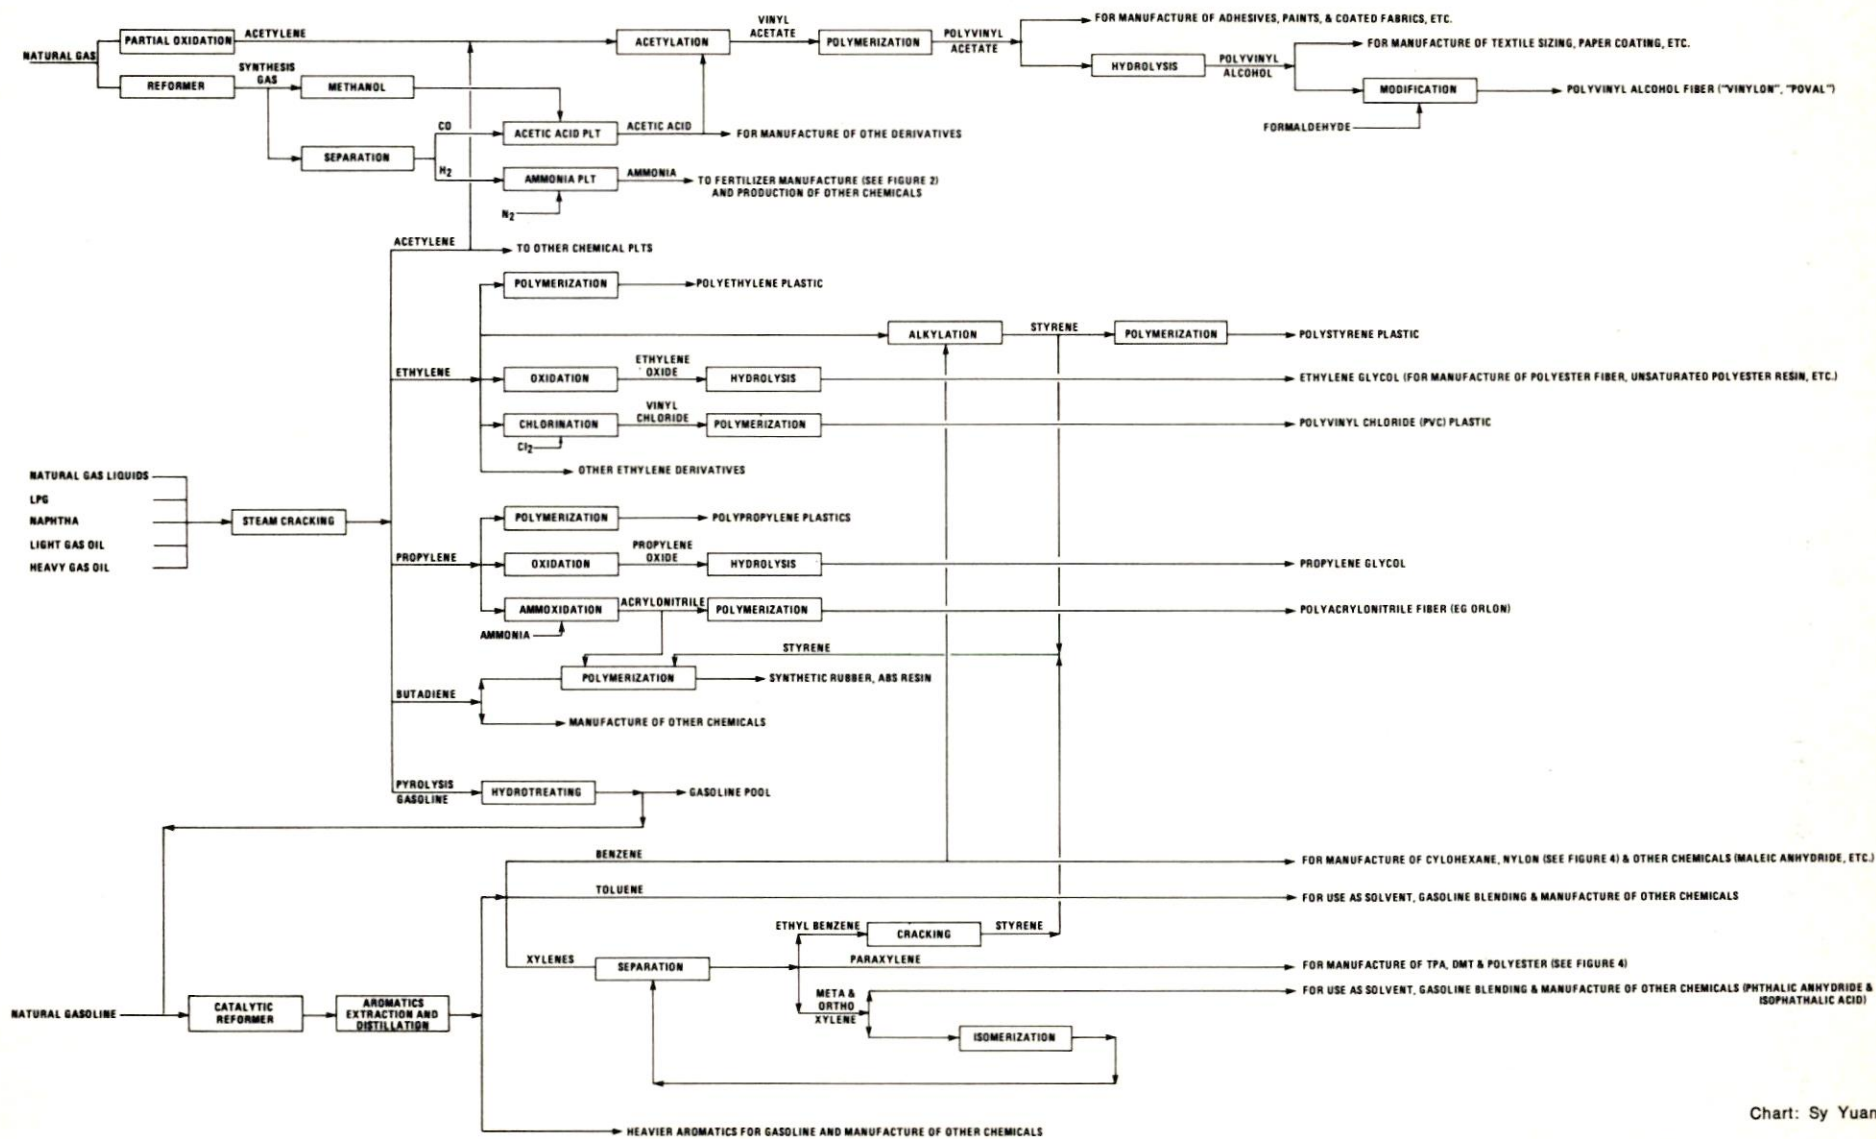 NATURAL GAS
PARTIAL OXIDATION
ACETYLENE
ACETYLATION
VINYL
ACETATE
POLYMERIZATION
POLYVINYL
ACETATE
FOR MANUFACTURE OF ADHESIVES, PAINTS, & COATED FABRICS, ETC.
HYDROLYSIS
POLYVINYL
ALCOHOL
FOR MANUFACTURE OF TEXTILE SIZING, PAPER COATING, ETC.
MODIFICATION
POLYVINYL ALCOHOL FIBER ("VINYLON", "POVAL")
FORMALDEHYDE
REFORMER
SYNTHESIS
GAS
METHANOL
SEPARATION
CO
ACETIC ACID PLT
ACETIC ACID
FOR MANUFACTURE OF OTHE DERIVATIVES
H2
AMMONIA PLT
AMMONIA
TO FERTILIZER MANUFACTURE (SEE FIGURE 2)
AND PRODUCTION OF OTHER CHEMICALS
N2
ACETYLENE
TO OTHER CHEMICAL PLTS
POLYMERIZATION
POLYETHYLENE PLASTIC
ALKYLATION
STYRENE
POLYMERIZATION
POLYSTYRENE PLASTIC
ETHYLENE
OXIDATION
ETHYLENE
OXIDE
HYDROLYSIS
ETHYLENE GLYCOL (FOR MANUFACTURE OF POLYESTER FIBER, UNSATURATED POLYESTER RESIN, ETC.)
CHLORINATION
VINYL
CHLORIDE
POLYMERIZATION
POLYVINYL CHLORIDE (PVC) PLASTIC
Cl2
OTHER ETHYLENE DERIVATIVES
NATURAL GAS LIQUIDS
LPG
NAPHTHA
LIGHT GAS OIL
HEAVY GAS OIL
STEAM CRACKING
POLYMERIZATION
POLYPROPYLENE PLASTICS
PROPYLENE
OXIDATION
PROPYLENE
OXIDE
HYDROLYSIS
PROPYLENE GLYCOL
AMMOXIDATION
ACRYLONITRILE
POLYMERIZATION
POLYACRYLONITRILE FIBER (EG ORLON)
AMMONIA
STYRENE
POLYMERIZATION
SYNTHETIC RUBBER, ABS RESIN
BUTADIENE
MANUFACTURE OF OTHER CHEMICALS
PYROLYSIS
GASOLINE
HYDROTREATING
GASOLINE POOL
BENZENE
FOR MANUFACTURE OF CYLOHEXANE, NYLON (SEE FIGURE 4) & OTHER CHEMICALS (MALEIC ANHYDRIDE, ETC.)
TOLUENE
FOR USE AS SOLVENT, GASOLINE BLENDING & MANUFACTURE OF OTHER CHEMICALS
ETHYL BENZENE
CRACKING
STYRENE
XYLENES
SEPARATION
PARAXYLENE
FOR MANUFACTURE OF TPA, DMT & POLYESTER (SEE FIGURE 4)
META &
ORTHO
XYLENE
FOR USE AS SOLVENT, GASOLINE BLENDING & MANUFACTURE OF OTHER CHEMICALS (PHTHALIC ANHYDRIDE &
ISOPHATHALIC ACID)
ISOMERIZATION
NATURAL GASOLINE
CATALYTIC
REFORMER
AROMATICS
EXTRACTION AND
DISTILLATION
HEAVIER AROMATICS FOR GASOLINE AND MANUFACTURE OF OTHER CHEMICALS
Chart: Sy Yuan